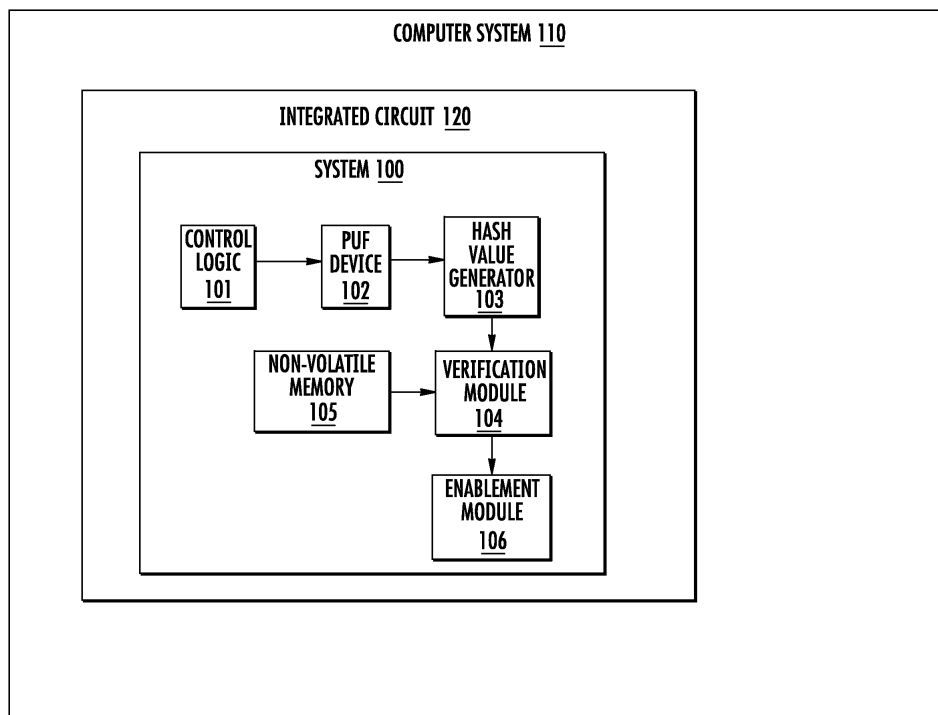 COMPUTER SYSTEM 110
INTEGRATED CIRCUIT 120
SYSTEM 100
CONTROL
LOGIC
101
PUF
DEVICE
102
HASH
VALUE
GENERATOR
103
NON-VOLATILE
MEMORY
105
VERIFICATION
MODULE
104
ENABLEMENT
MODULE
106